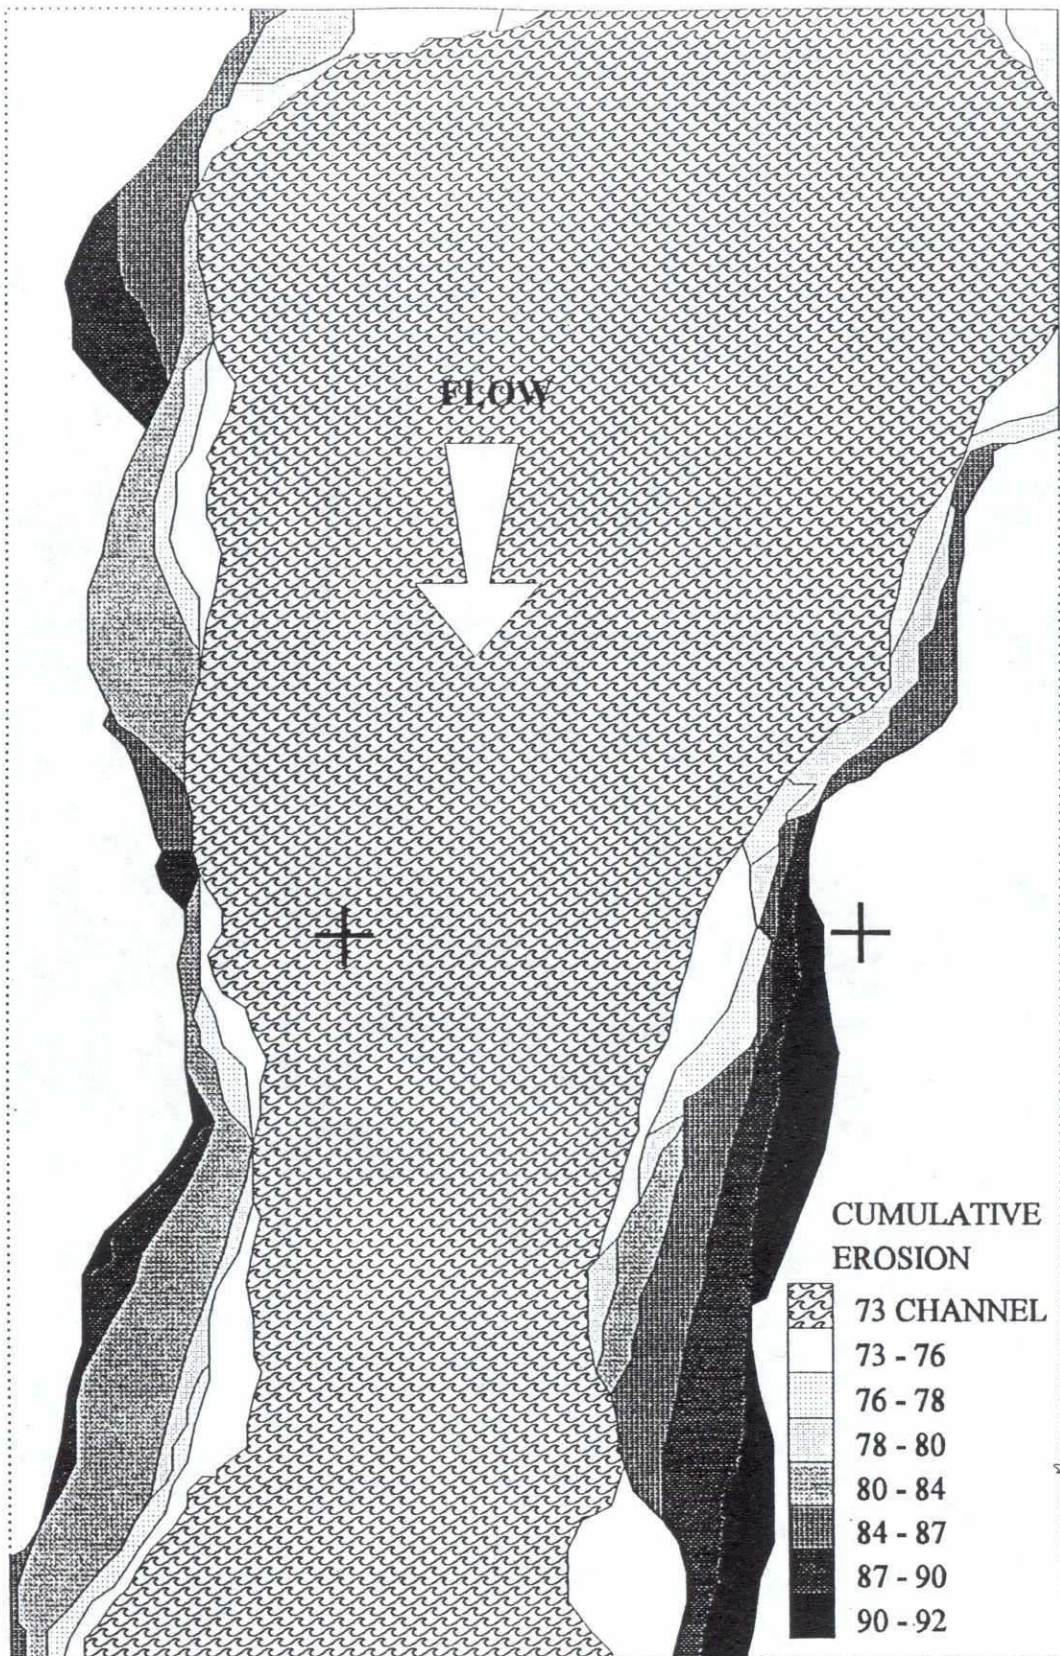 FLOW
CUMULATIVE
EROSION
73 CHANNEL
73 - 76
76 - 78
78 - 80
80 - 84
84 - 87
87 - 90
90 - 92